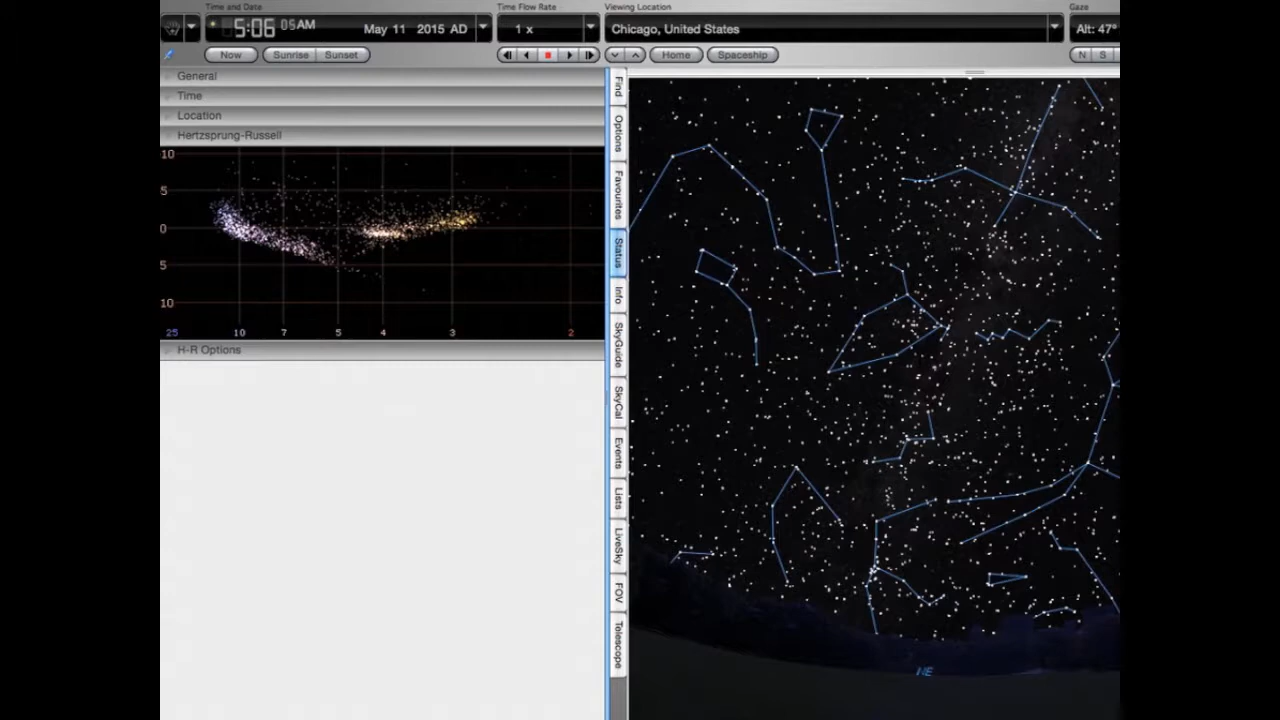 Time and Date
Time Flow Rate
Viewing Location
Gaze
5:06 05 AM
May 11 2015 AD
1 x
Chicago, United States
Alt: 47°
Now
Sunrise
Sunset
Home
Spaceship
N
S
General
Time
Location
Hertzsprung-Russell
10
5
0
5
10
25
10
7
5
4
3
2
H-R Options
Find
Options
Favourites
Status
Info
SkyGuide
SkyCal
Events
Lists
LiveSky
FOV
Telescope
NE